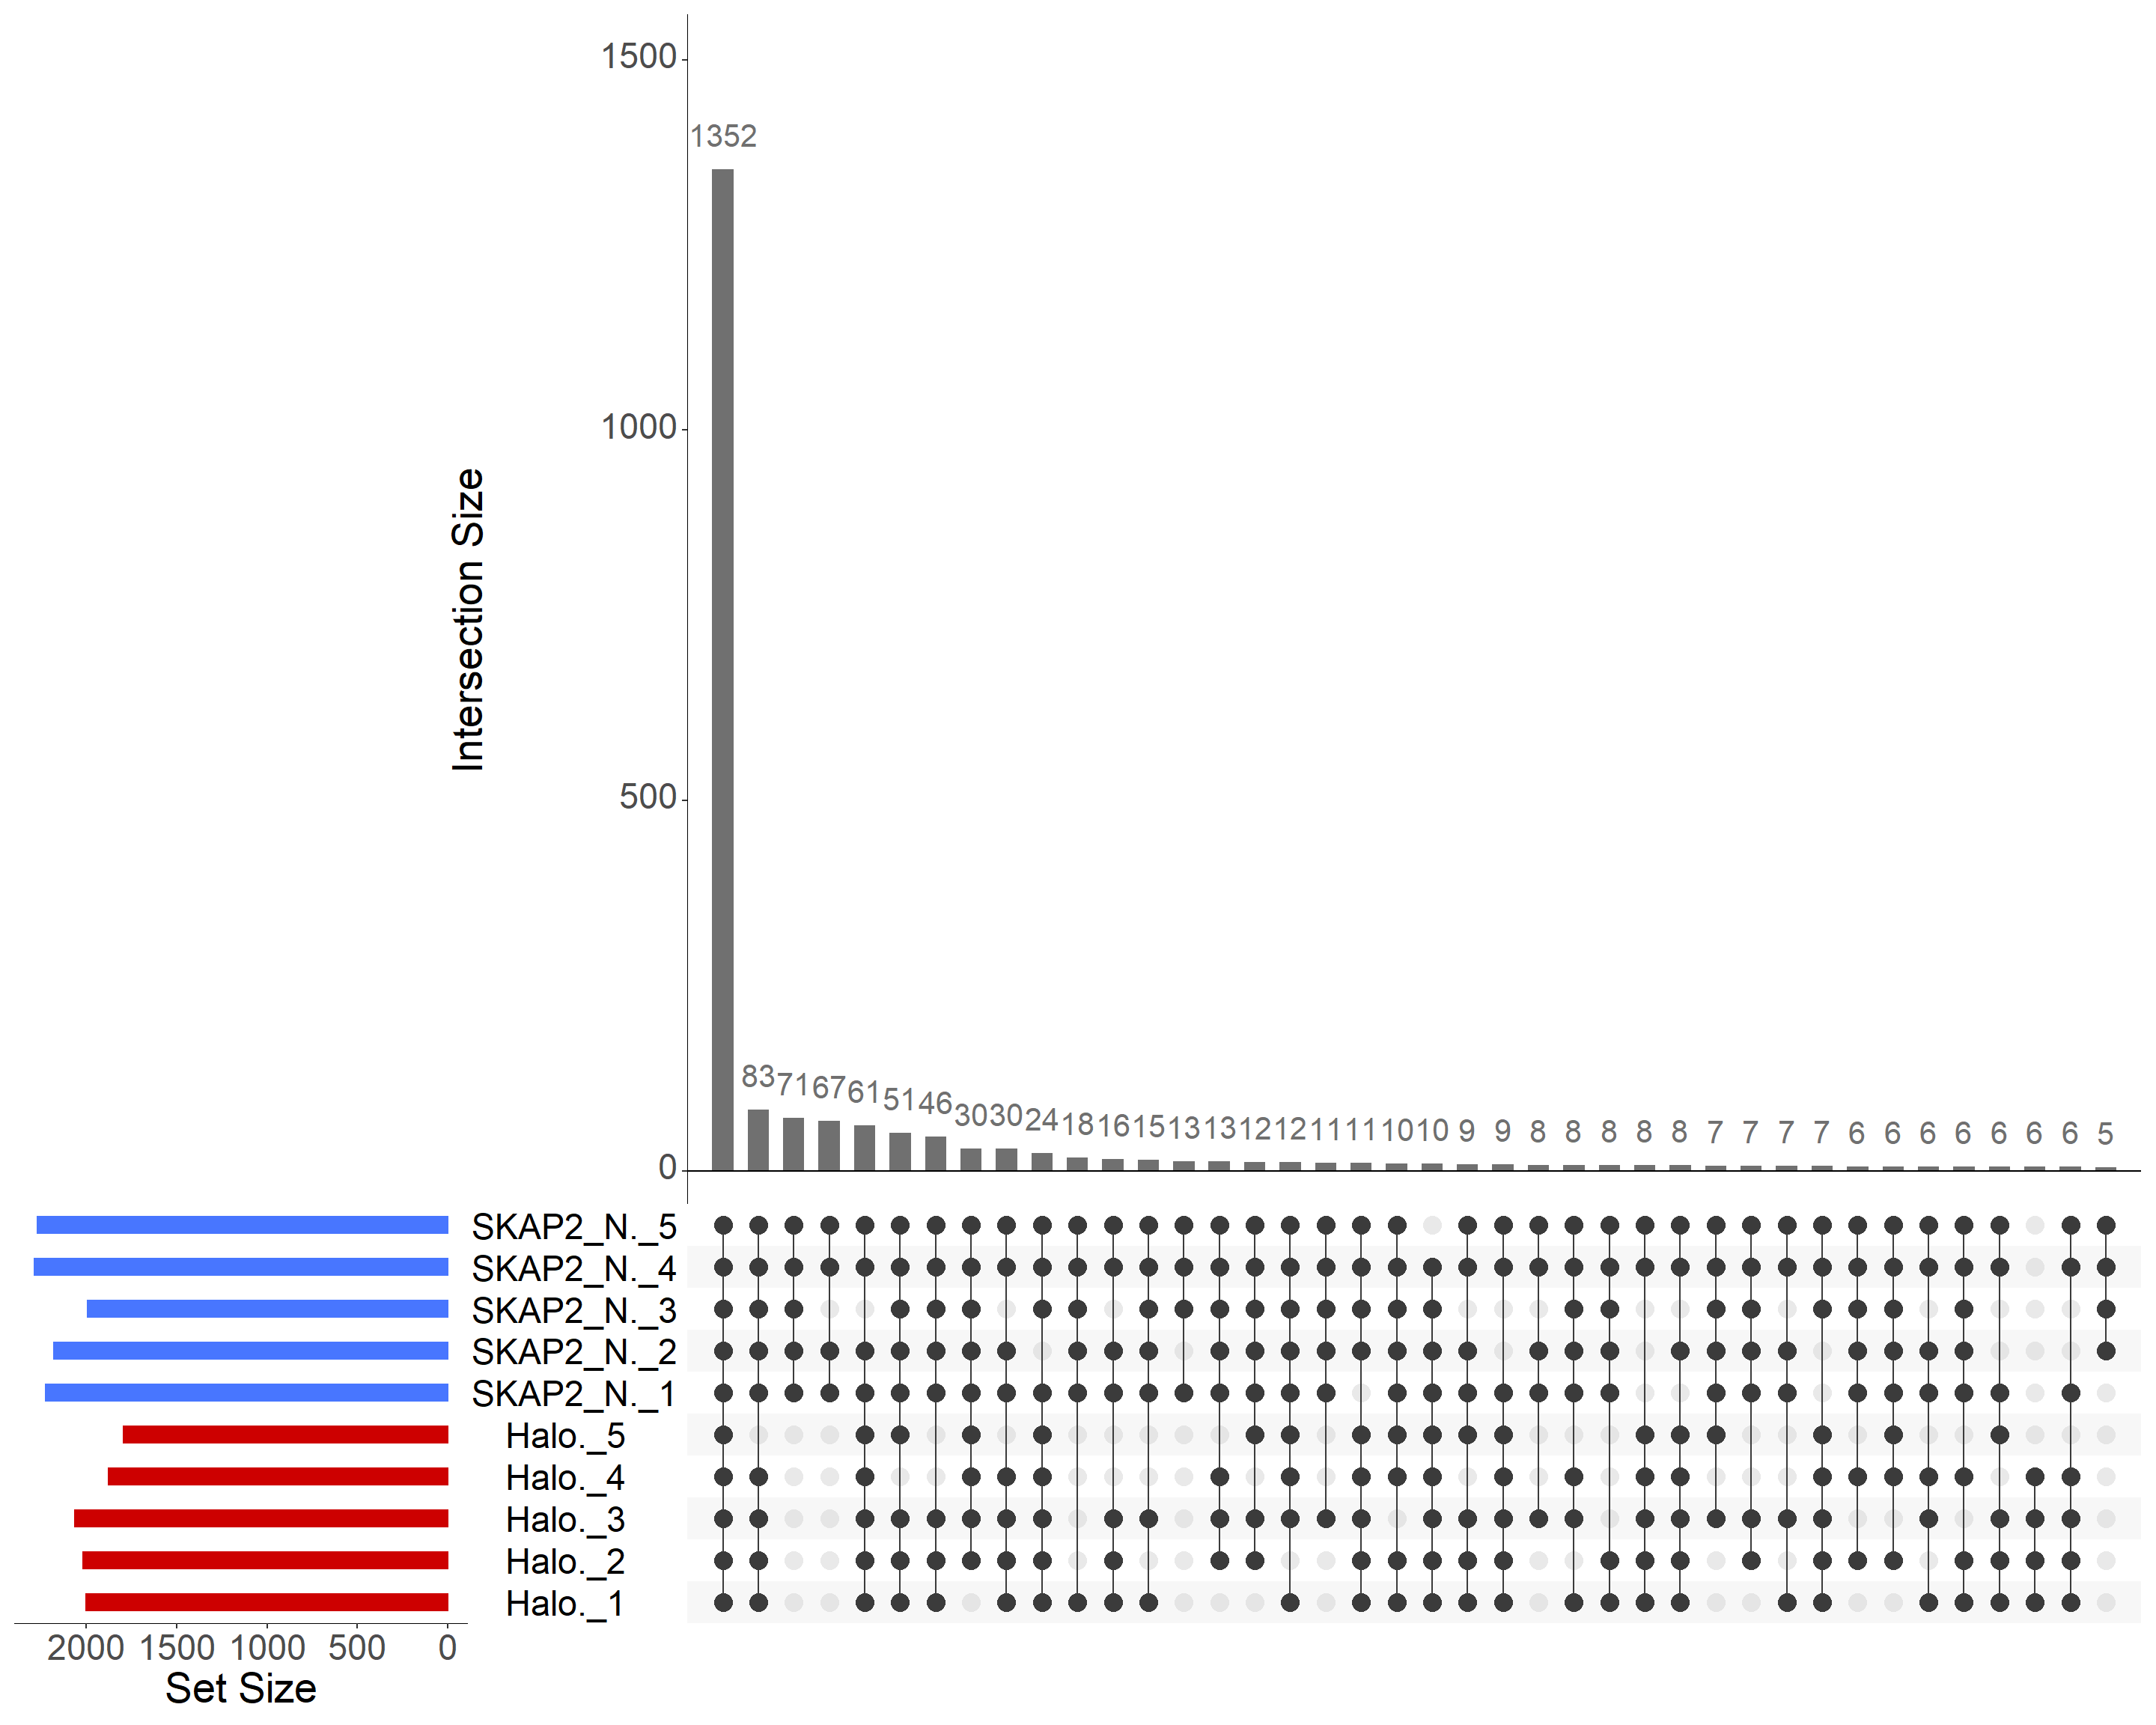 1500
1000
500
0
Intersection Size
1352
83 71 67 61 51 46 30 30 24 18 16 15 13 13 12 12 11 11 10 10 9 9 8 8 8 8 8 7 7 7 7 6 6 6 6 6 6 6 5
SKAP2_N._5
SKAP2_N._4
SKAP2_N._3
SKAP2_N._2
SKAP2_N._1
Halo._5
Halo._4
Halo._3
Halo._2
Halo._1
2000 1500 1000 500 0
Set Size